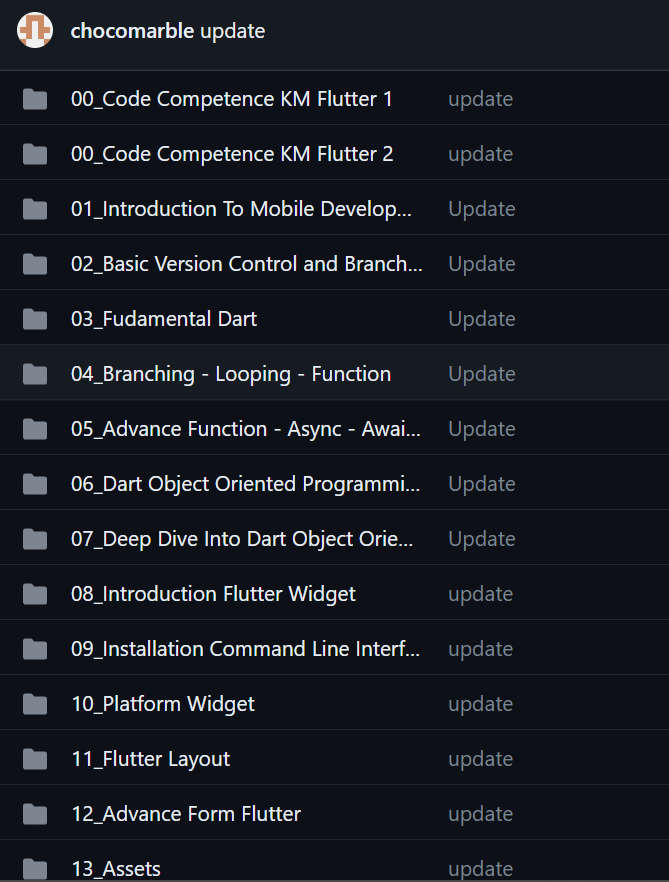 chocomarble update
00_Code Competence KM Flutter 1 update
00_Code Competence KM Flutter 2 update
01_Introduction To Mobile Develop... Update
02_Basic Version Control and Branch... Update
03_Fudamental Dart Update
04_Branching - Looping - Function Update
05_Advance Function - Async - Awai... Update
06_Dart Object Oriented Programmi... Update
07_Deep Dive Into Dart Object Orie... Update
08_Introduction Flutter Widget update
09_Installation Command Line Interf... update
10_Platform Widget update
11_Flutter Layout update
12_Advance Form Flutter update
13_Assets update